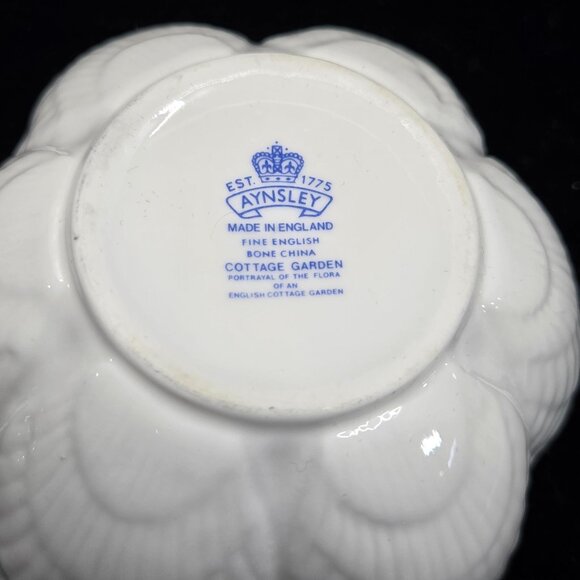 EST. 1775
AYNSLEY
MADE IN ENGLAND
FINE ENGLISH
BONE CHINA
COTTAGE GARDEN
PORTRAYAL OF THE FLORA
OF AN
ENGLISH COTTAGE GARDEN